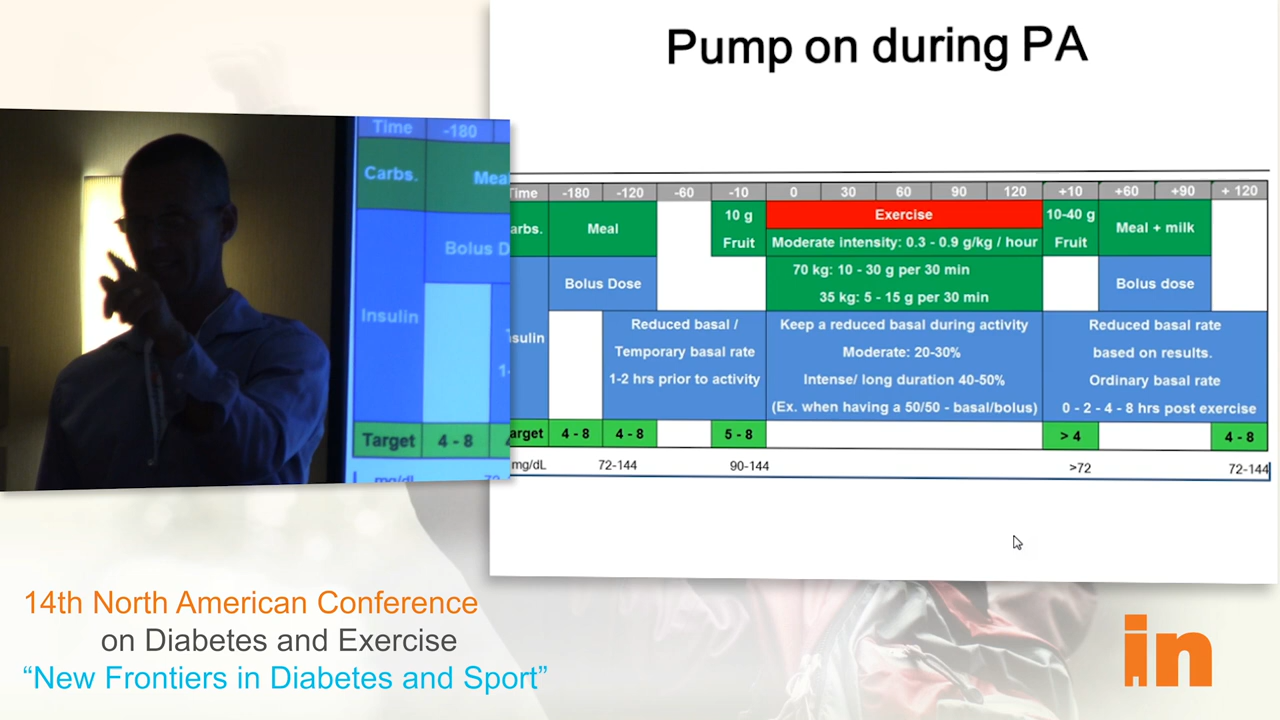 Pump on during PA
Time -180
Carbs. Mea
Bolus D
Insulin
Target 4 - 8
mg/dl 72
Time -180 -120 -60 -10 0 30 60 90 120 +10 +60 +90 + 120
arbs. Meal 10 g Fruit Exercise 10-40 g Fruit Meal + milk
Moderate intensity: 0.3 - 0.9 g/kg / hour
Bolus Dose 70 kg: 10 - 30 g per 30 min Bolus dose
35 kg: 5 - 15 g per 30 min
nsulin Reduced basal / Keep a reduced basal during activity Reduced basal rate
Temporary basal rate Moderate: 20-30% based on results.
1-2 hrs prior to activity Intense/ long duration 40-50% Ordinary basal rate
(Ex. when having a 50/50 - basal/bolus) 0 - 2 - 4 - 8 hrs post exercise
arget 4 - 8 4 - 8 5 - 8 > 4 4 - 8
mg/dL 72-144 90-144 >72 72-144
14th North American Conference
on Diabetes and Exercise
“New Frontiers in Diabetes and Sport”
in